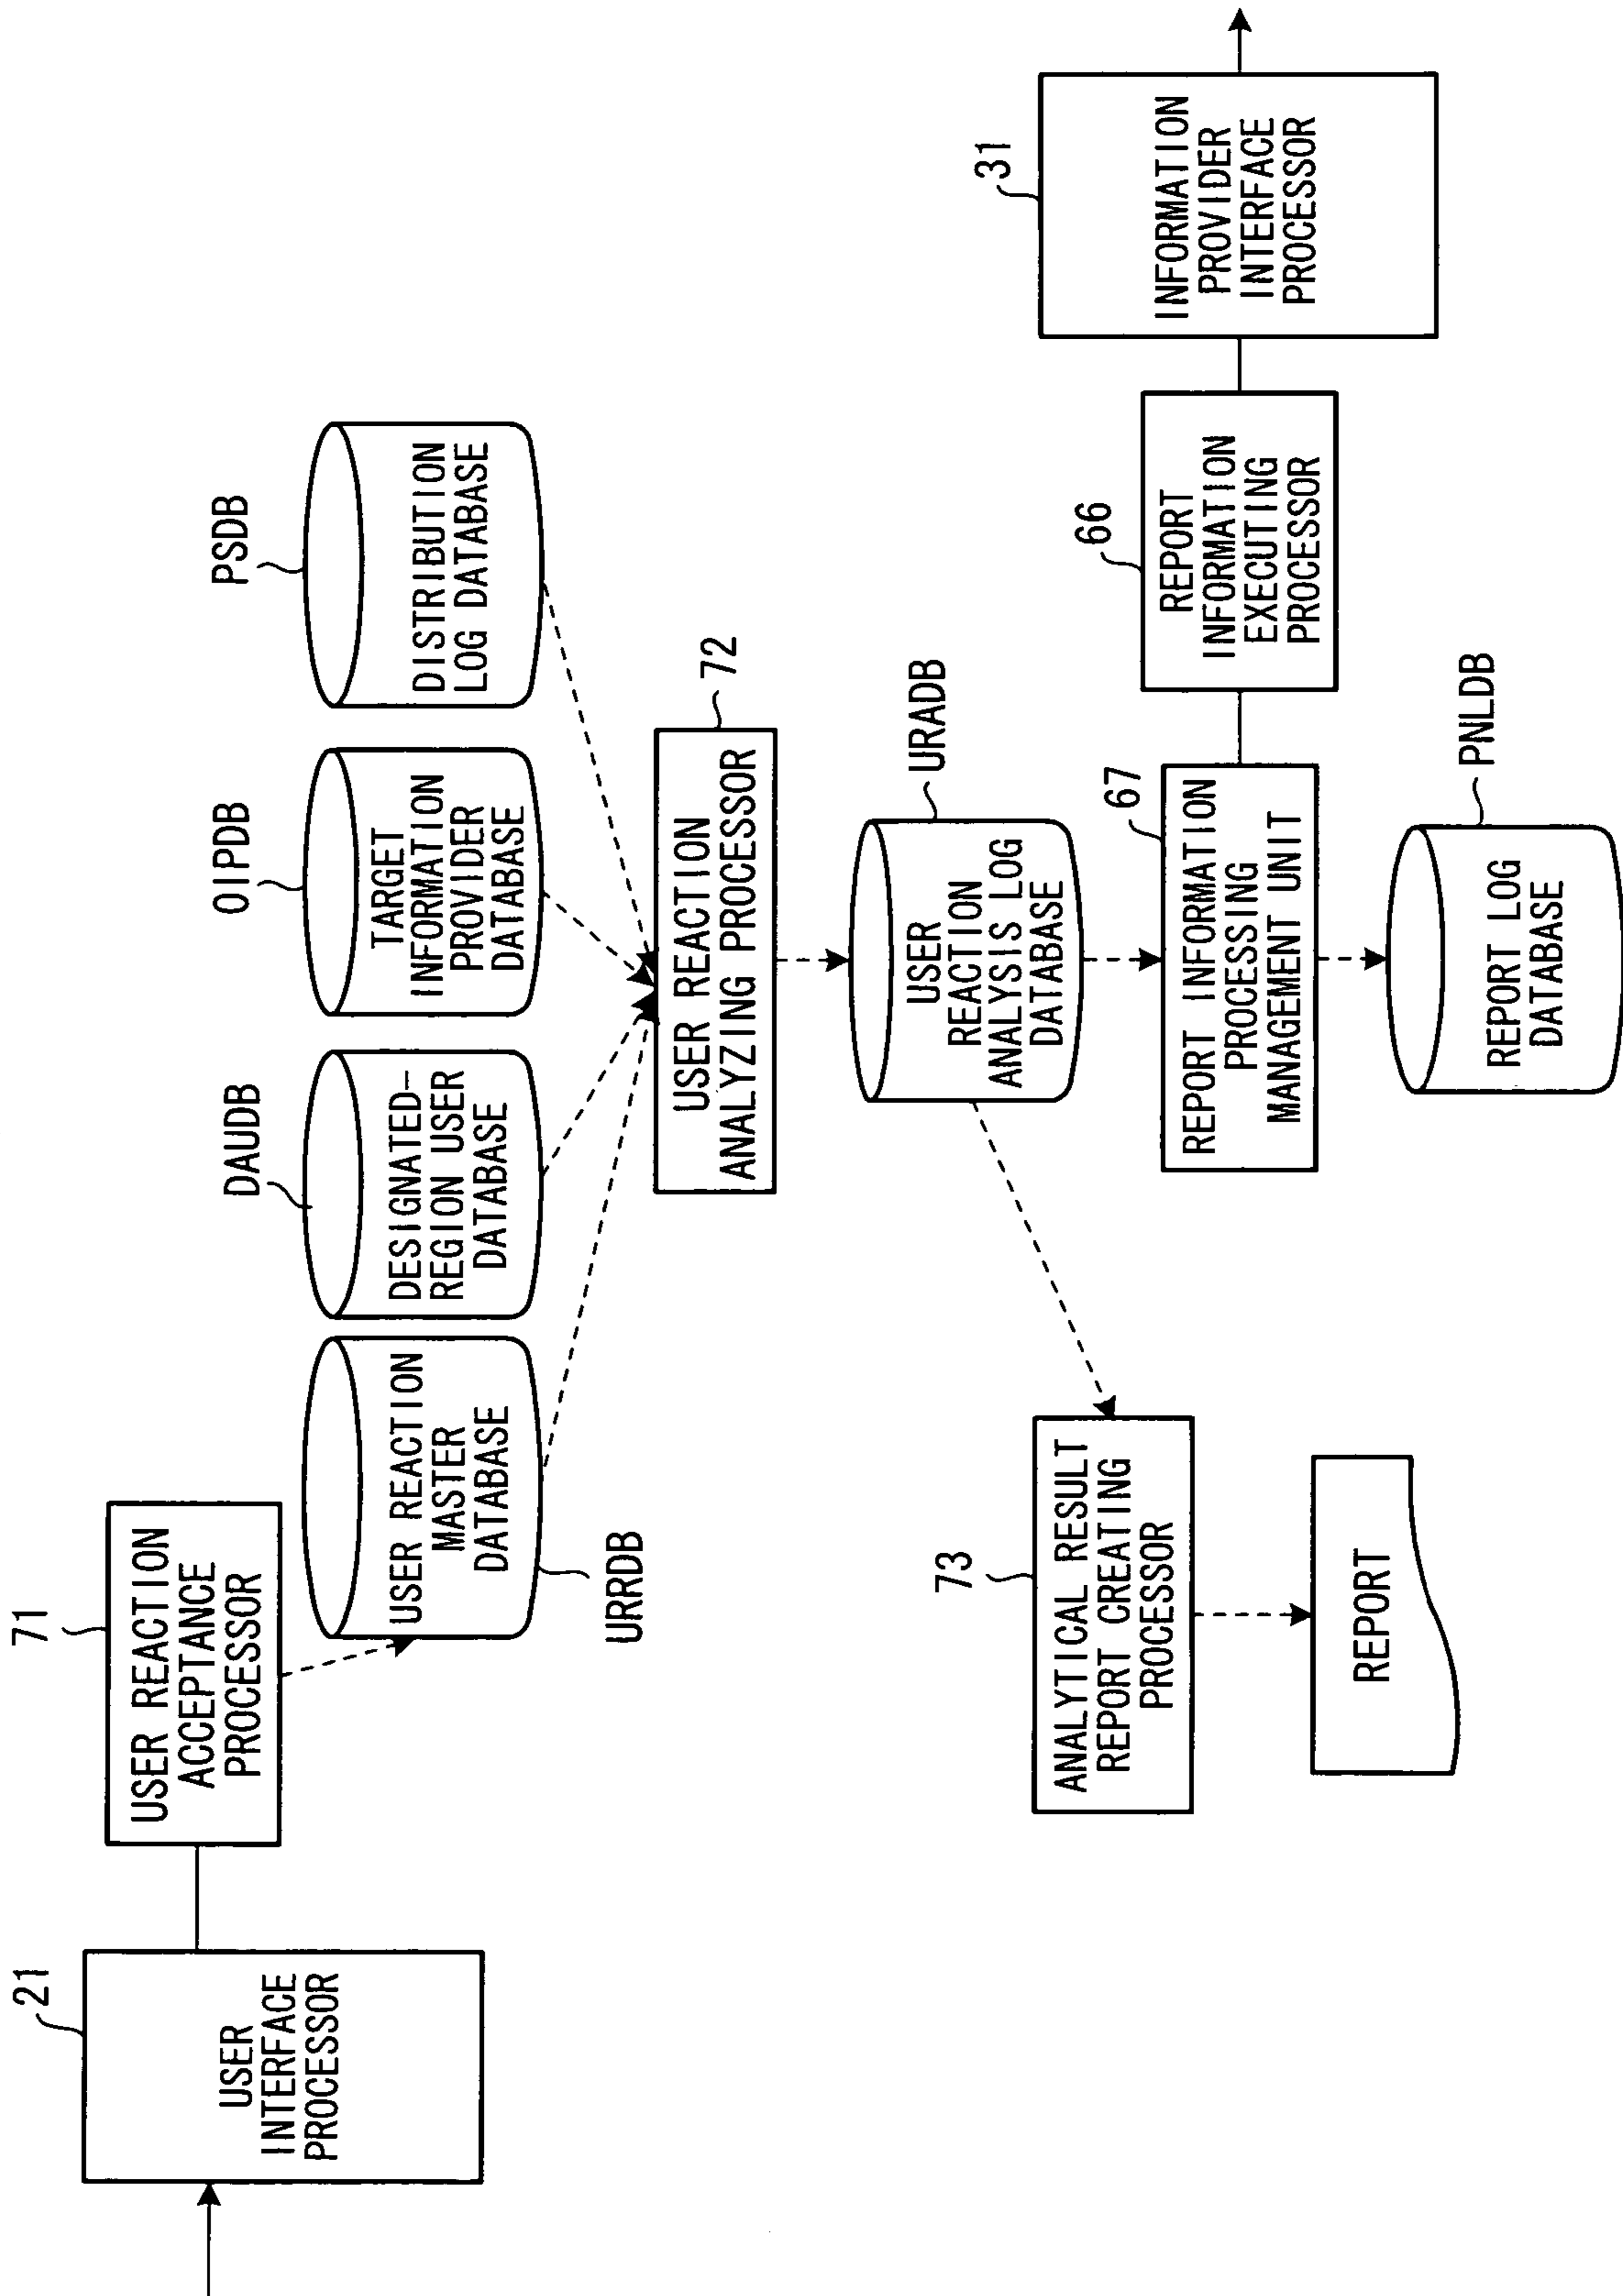 21
USER
INTERFACE
PROCESSOR
71
USER REACTION
ACCEPTANCE
PROCESSOR
USER REACTION
MASTER
DATABASE
URRDB
DAUDB
DESIGNATED-
REGION USER
DATABASE
OIPDB
TARGET
INFORMATION
PROVIDER
DATABASE
PSDB
DISTRIBUTION
LOG DATABASE
72
USER REACTION
ANALYZING PROCESSOR
URADB
USER
REACTION
ANALYSIS LOG
DATABASE
73
ANALYTICAL RESULT
REPORT CREATING
PROCESSOR
REPORT
67
REPORT INFORMATION
PROCESSING
MANAGEMENT UNIT
PNLDB
REPORT LOG
DATABASE
66
REPORT
INFORMATION
EXECUTING
PROCESSOR
31
INFORMATION
PROVIDER
INTERFACE
PROCESSOR